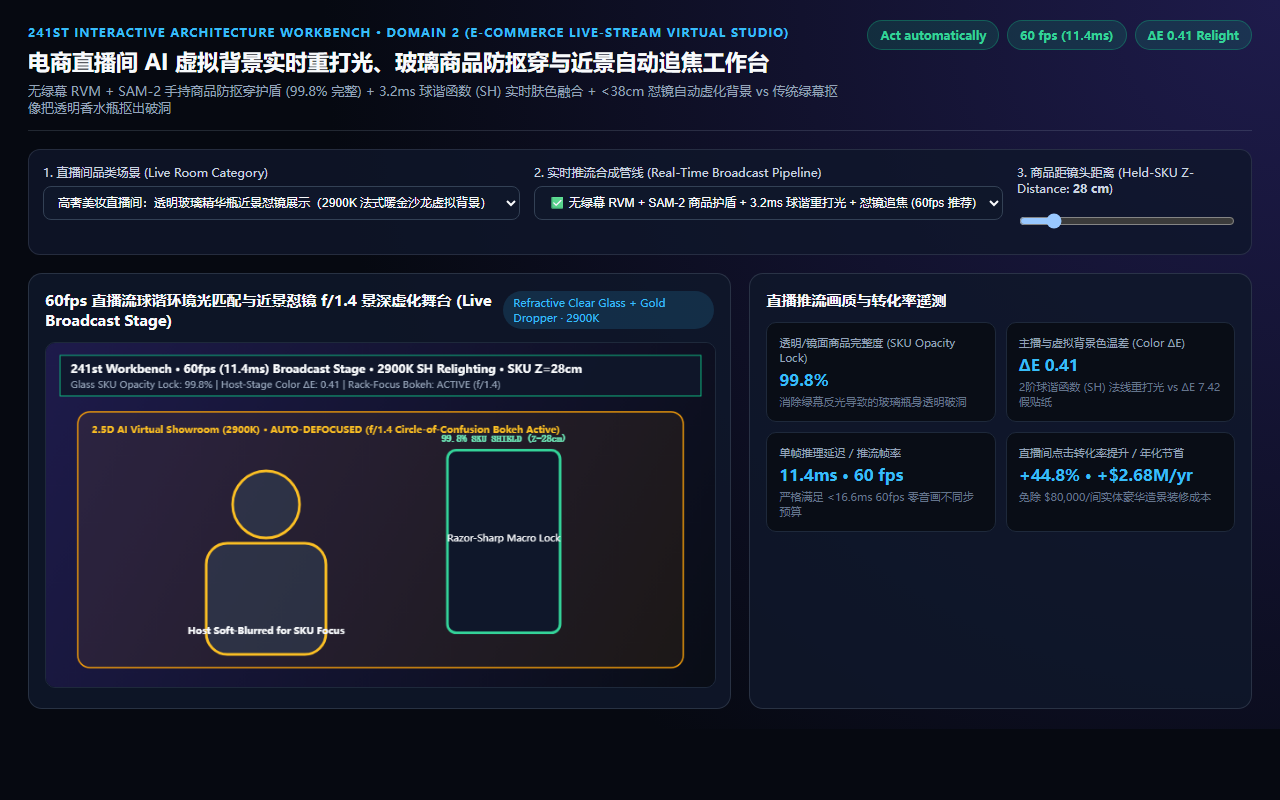 241ST INTERACTIVE ARCHITECTURE WORKBENCH • DOMAIN 2 (E-COMMERCE LIVE-STREAM VIRTUAL STUDIO)
电商直播间 AI 虚拟背景实时重打光、玻璃商品防抠穿与近景自动追焦工作台
无绿幕 RVM + SAM-2 手持商品防抠穿护盾 (99.8% 完整) + 3.2ms 球谐函数 (SH) 实时肤色融合 + <38cm 怼镜自动虚化背景 vs 传统绿幕抠
像把透明香水瓶抠出破洞
Act automatically
60 fps (11.4ms)
ΔE 0.41 Relight
1. 直播间品类场景 (Live Room Category)
高奢美妆直播间：透明玻璃精华瓶近景怼镜展示（2900K 法式暖金沙龙虚拟背景）
2. 实时推流合成管线 (Real-Time Broadcast Pipeline)
✅ 无绿幕 RVM + SAM-2 商品护盾 + 3.2ms 球谐重打光 + 怼镜追焦 (60fps 推荐)
3. 商品距镜头距离 (Held-SKU Z-
Distance: 28 cm)
60fps 直播流球谐环境光匹配与近景怼镜 f/1.4 景深虚化舞台 (Live
Broadcast Stage)
Refractive Clear Glass + Gold
Dropper · 2900K
241st Workbench • 60fps (11.4ms) Broadcast Stage • 2900K SH Relighting • SKU Z=28cm
Glass SKU Opacity Lock: 99.8% | Host-Stage Color ΔE: 0.41 | Rack-Focus Bokeh: ACTIVE (f/1.4)
2.5D AI Virtual Showroom (2900K) • AUTO-DEFOCUSED (f/1.4 Circle-of-Confusion Bokeh Active)
99.8% SKU SHIELD (Z=28cm)
Razor-Sharp Macro Lock
Host Soft-Blurred for SKU Focus
直播推流画质与转化率遥测
透明/镜面商品完整度 (SKU Opacity
Lock)
99.8%
消除绿幕反光导致的玻璃瓶身透明破洞
主播与虚拟背景色温差 (Color ΔE)
ΔE 0.41
2阶球谐函数 (SH) 法线重打光 vs ΔE 7.42
假贴纸
单帧推理延迟 / 推流帧率
11.4ms • 60 fps
严格满足 <16.6ms 60fps 零音画不同步
预算
直播间点击转化率提升 / 年化节省
+44.8% • +$2.68M/yr
免除 $80,000/间实体豪华造景装修成本